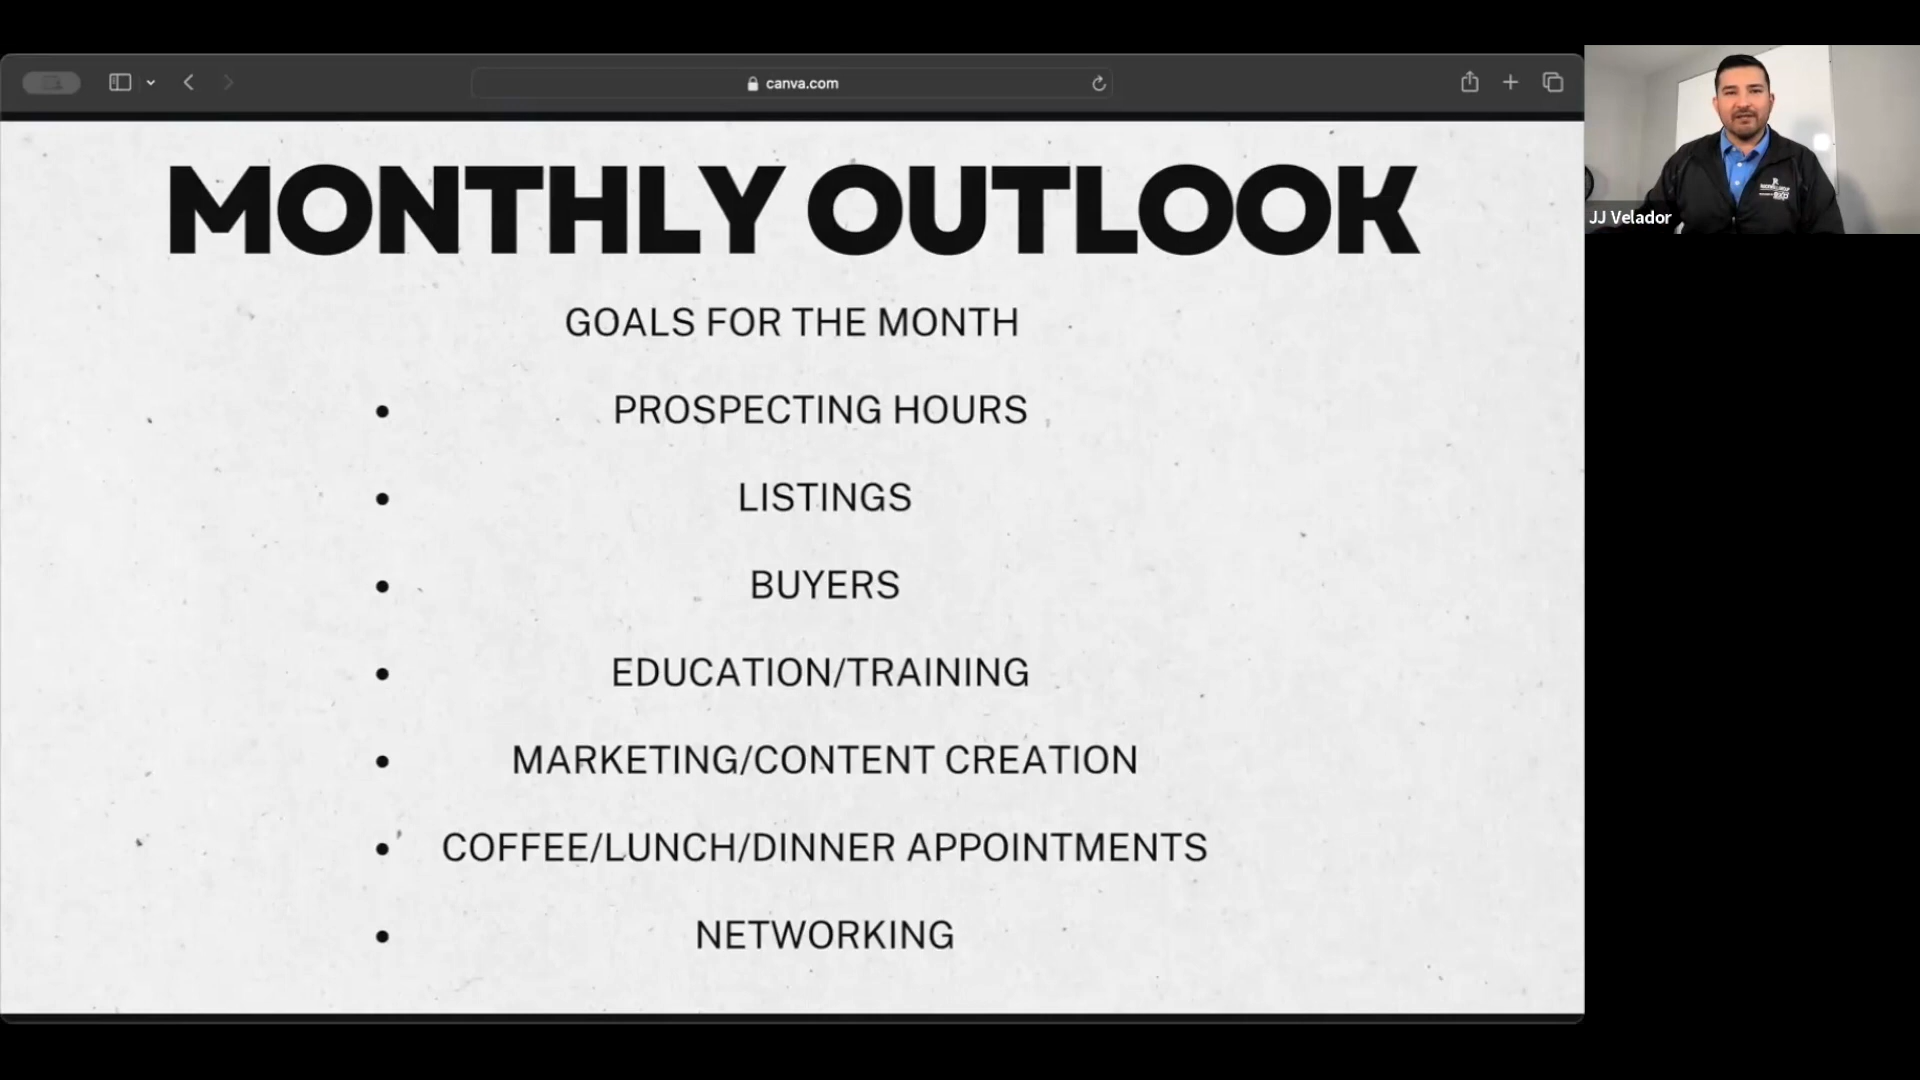 canva.com
MONTHLY OUTLOOK
GOALS FOR THE MONTH
• PROSPECTING HOURS
• LISTINGS
• BUYERS
• EDUCATION/TRAINING
• MARKETING/CONTENT CREATION
• COFFEE/LUNCH/DINNER APPOINTMENTS
• NETWORKING
JJ Velador